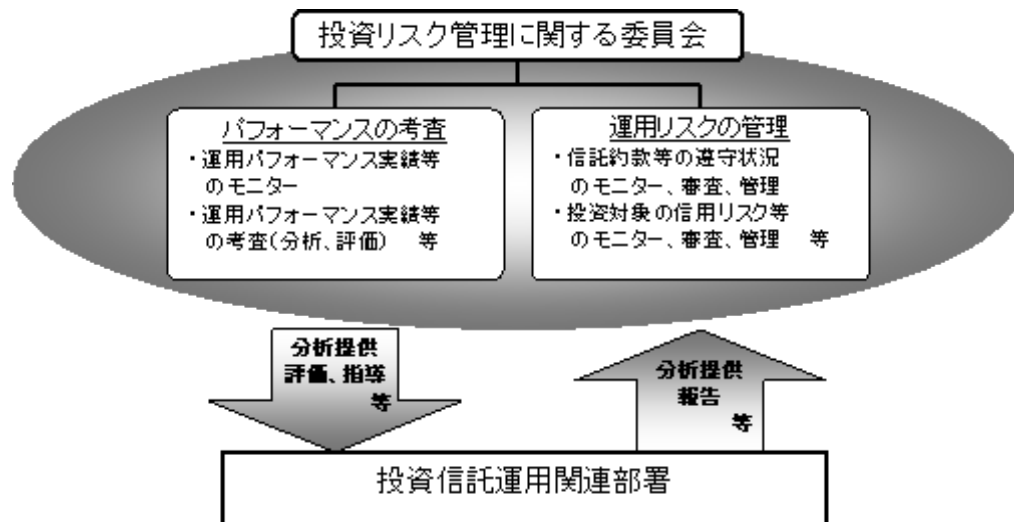 投資リスク管理に関する委員会
パフォーマンスの考査
・運用パフォーマンス実績等
のモニター
・運用パフォーマンス実績等
の考査(分析、評価) 等
運用リスクの管理
・信託約款等の遵守状況
のモニター、審査、管理
・投資対象の信用リスク等
のモニター、審査、管理 等
分析提供
評価、指導
等
分析提供
報告
等
投資信託運用関連部署